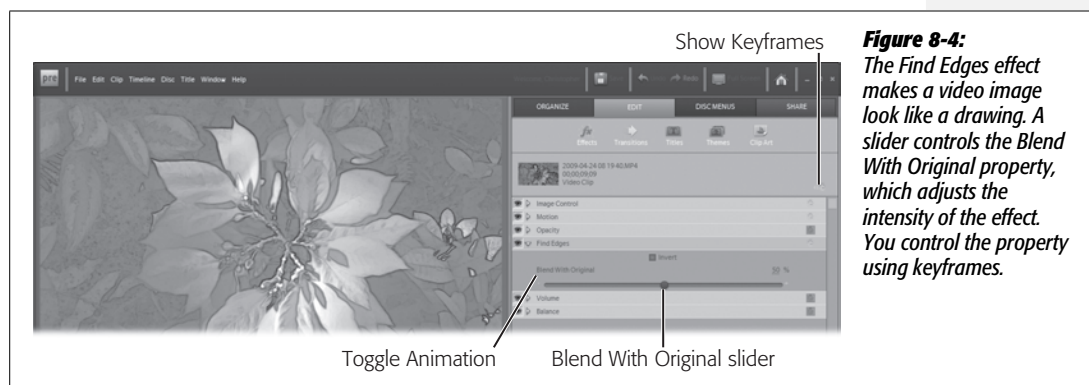 Show Keyframes
pre File Edit Clip Timeline Disc Title Window Help Redo
ORGANIZE EDIT DISC MENUS SHARE
fx
Effects Transitions Titles Themes Clip Art
2009-04-24 08 19 40.MP4
00;00;09;09
Video Clip
Image Control
Motion
Opacity
Find Edges
Invert
Blend With Original 50 %
Volume
Balance
Toggle Animation Blend With Original slider
Figure 8-4:
The Find Edges effect
makes a video image
look like a drawing. A
slider controls the Blend
With Original property,
which adjusts the
intensity of the effect.
You control the property
using keyframes.